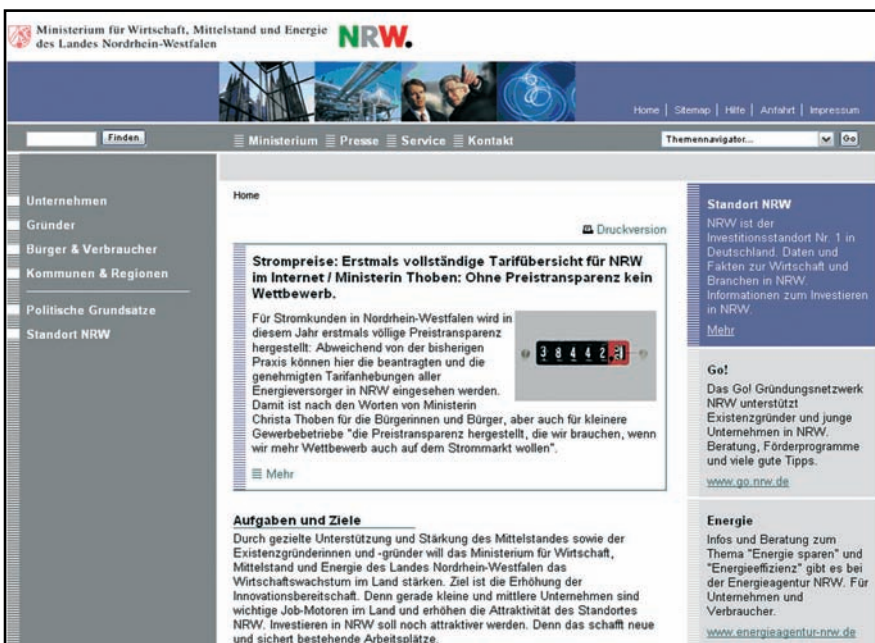 Ministerium für Wirtschaft, Mittelstand und Energie
des Landes Nordrhein-Westfalen
NRW.
Home | Sitemap | Hilfe | Anfahrt | Impressum
Finden
Ministerium Presse Service Kontakt
Themennavigator... Go
Unternehmen
Gründer
Bürger & Verbraucher
Kommunen & Regionen
Politische Grundsätze
Standort NRW
Home
Druckversion
Strompreise: Erstmals vollständige Tarifübersicht für NRW
im Internet / Ministerin Thoben: Ohne Preistransparenz kein
Wettbewerb.
Für Stromkunden in Nordrhein-Westfalen wird in
diesem Jahr erstmals völlige Preistransparenz
hergestellt: Abweichend von der bisherigen
Praxis können hier die beantragten und die
genehmigten Tarifanhebungen aller
Energieversorger in NRW eingesehen werden.
Damit ist nach den Worten von Ministerin
Christa Thoben für die Bürgerinnen und Bürger, aber auch für kleinere
Gewerbebetriebe "die Preistransparenz hergestellt, die wir brauchen, wenn
wir mehr Wettbewerb auch auf dem Strommarkt wollen".
3 8 4 4 2
Mehr
Aufgaben und Ziele
Durch gezielte Unterstützung und Stärkung des Mittelstandes sowie der
Existenzgründerinnen und -gründer will das Ministerium für Wirtschaft,
Mittelstand und Energie des Landes Nordrhein-Westfalen das
Wirtschaftswachstum im Land stärken. Ziel ist die Erhöhung der
Innovationsbereitschaft. Denn gerade kleine und mittlere Unternehmen sind
wichtige Job-Motoren im Land und erhöhen die Attraktivität des Standortes
NRW. Investieren in NRW soll noch attraktiver werden. Denn das schafft neue
und sichert bestehende Arbeitsplätze.
Standort NRW
NRW ist der
Investitionsstandort Nr. 1 in
Deutschland. Daten und
Fakten zur Wirtschaft und
Branchen in NRW.
Informationen zum Investieren
in NRW.
Mehr
Go!
Das Go! Gründungsnetzwerk
NRW unterstützt
Existenzgründer und junge
Unternehmen in NRW.
Beratung, Förderprogramme
und viele gute Tipps.
www.go.nrw.de
Energie
Infos und Beratung zum
Thema "Energie sparen" und
"Energieeffizienz" gibt es bei
der Energieagentur NRW. Für
Unternehmen und
Verbraucher.
www.energieagentur-nrw.de